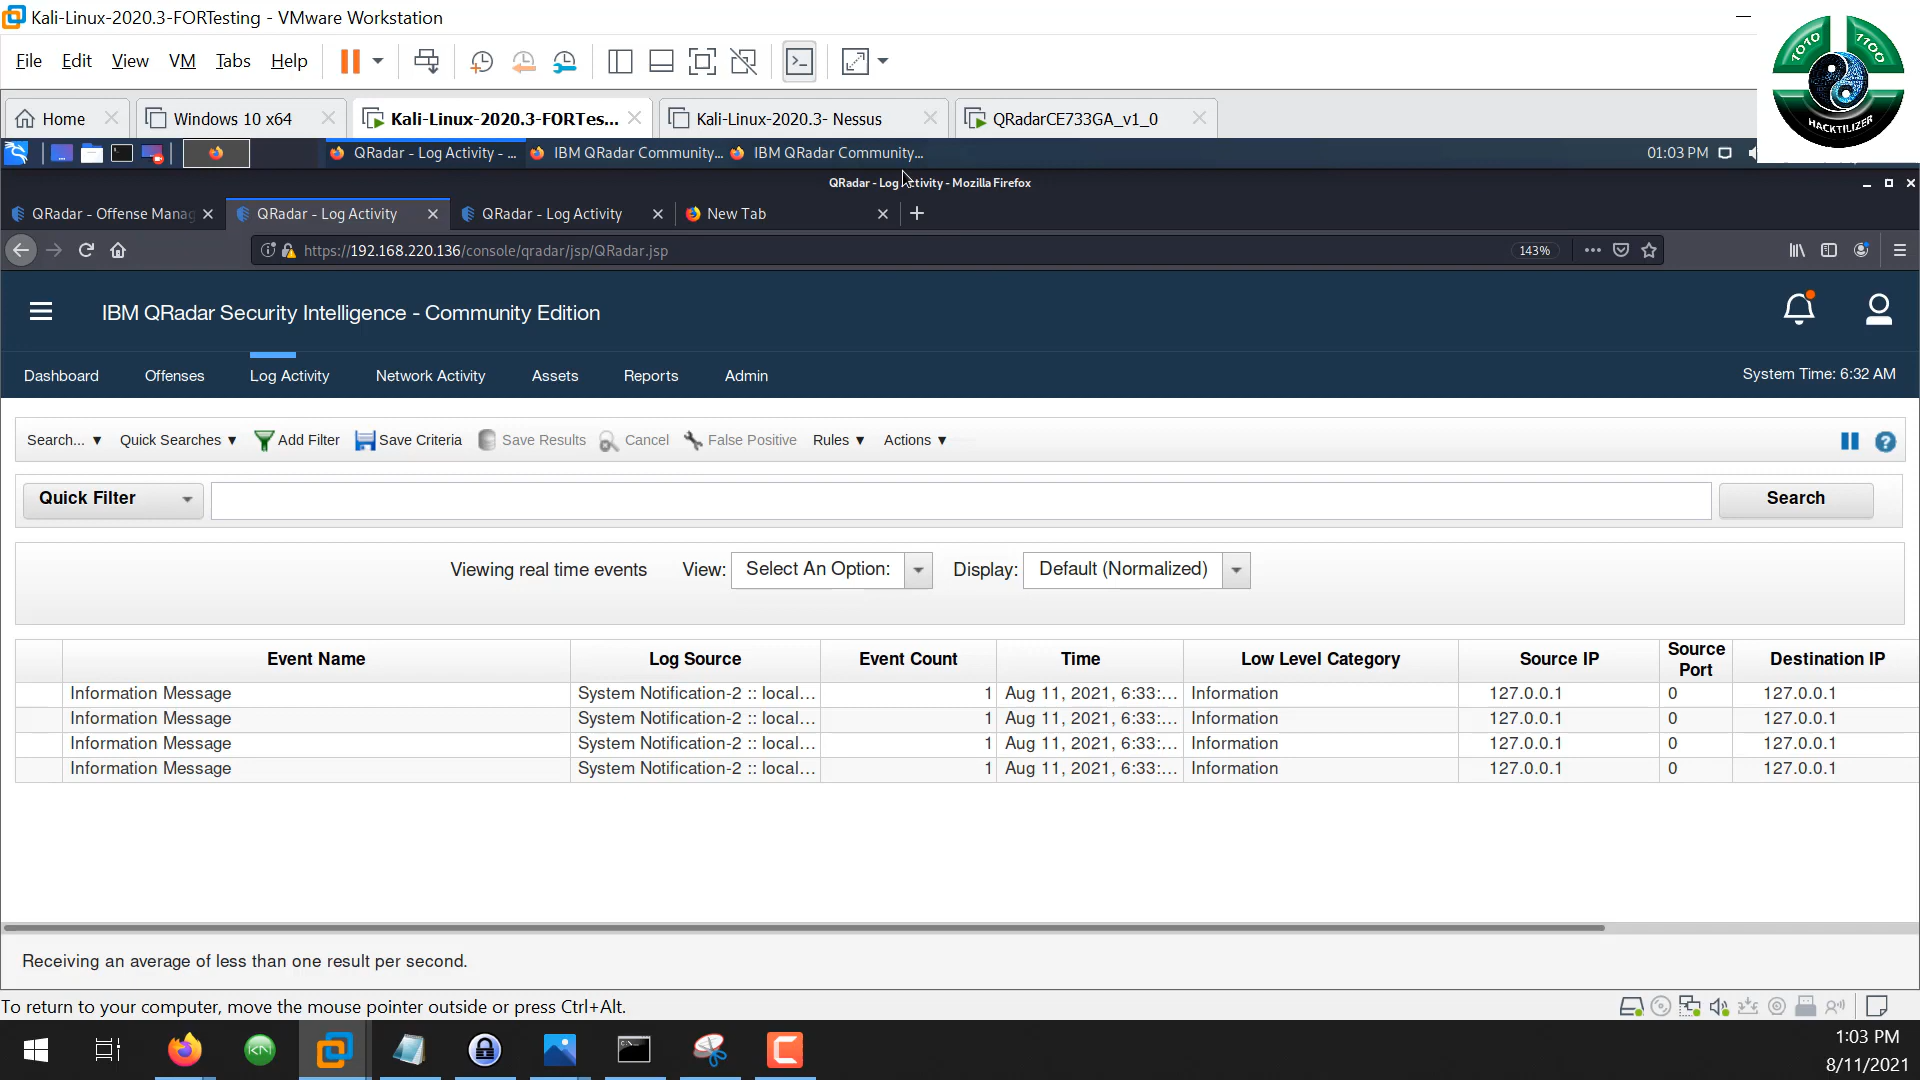 Kali-Linux-2020.3-FORTesting - VMware Workstation
File Edit View VM Tabs Help
Home Windows 10 x64 Kali-Linux-2020.3-FORTes... Kali-Linux-2020.3- Nessus QRadarCE733GA_v1_0
1010 1100
HACKTILIZER
QRadar - Log Activity - ... IBM QRadar Community... IBM QRadar Community... 01:03 PM
QRadar - Log Activity - Mozilla Firefox
QRadar - Offense Manag QRadar - Log Activity QRadar - Log Activity New Tab
https://192.168.220.136/console/qradar/jsp/QRadar.jsp 143%
IBM QRadar Security Intelligence - Community Edition
Dashboard Offenses Log Activity Network Activity Assets Reports Admin System Time: 6:32 AM
Search... Quick Searches Add Filter Save Criteria Save Results Cancel False Positive Rules Actions
Quick Filter Search
Viewing real time events View: Select An Option: Display: Default (Normalized)
Event Name Log Source Event Count Time Low Level Category Source IP Source Port Destination IP
Information Message System Notification-2 :: local... 1 Aug 11, 2021, 6:33:... Information 127.0.0.1 0 127.0.0.1
Information Message System Notification-2 :: local... 1 Aug 11, 2021, 6:33:... Information 127.0.0.1 0 127.0.0.1
Information Message System Notification-2 :: local... 1 Aug 11, 2021, 6:33:... Information 127.0.0.1 0 127.0.0.1
Information Message System Notification-2 :: local... 1 Aug 11, 2021, 6:33:... Information 127.0.0.1 0 127.0.0.1
Receiving an average of less than one result per second.
To return to your computer, move the mouse pointer outside or press Ctrl+Alt.
KN
1:03 PM
8/11/2021